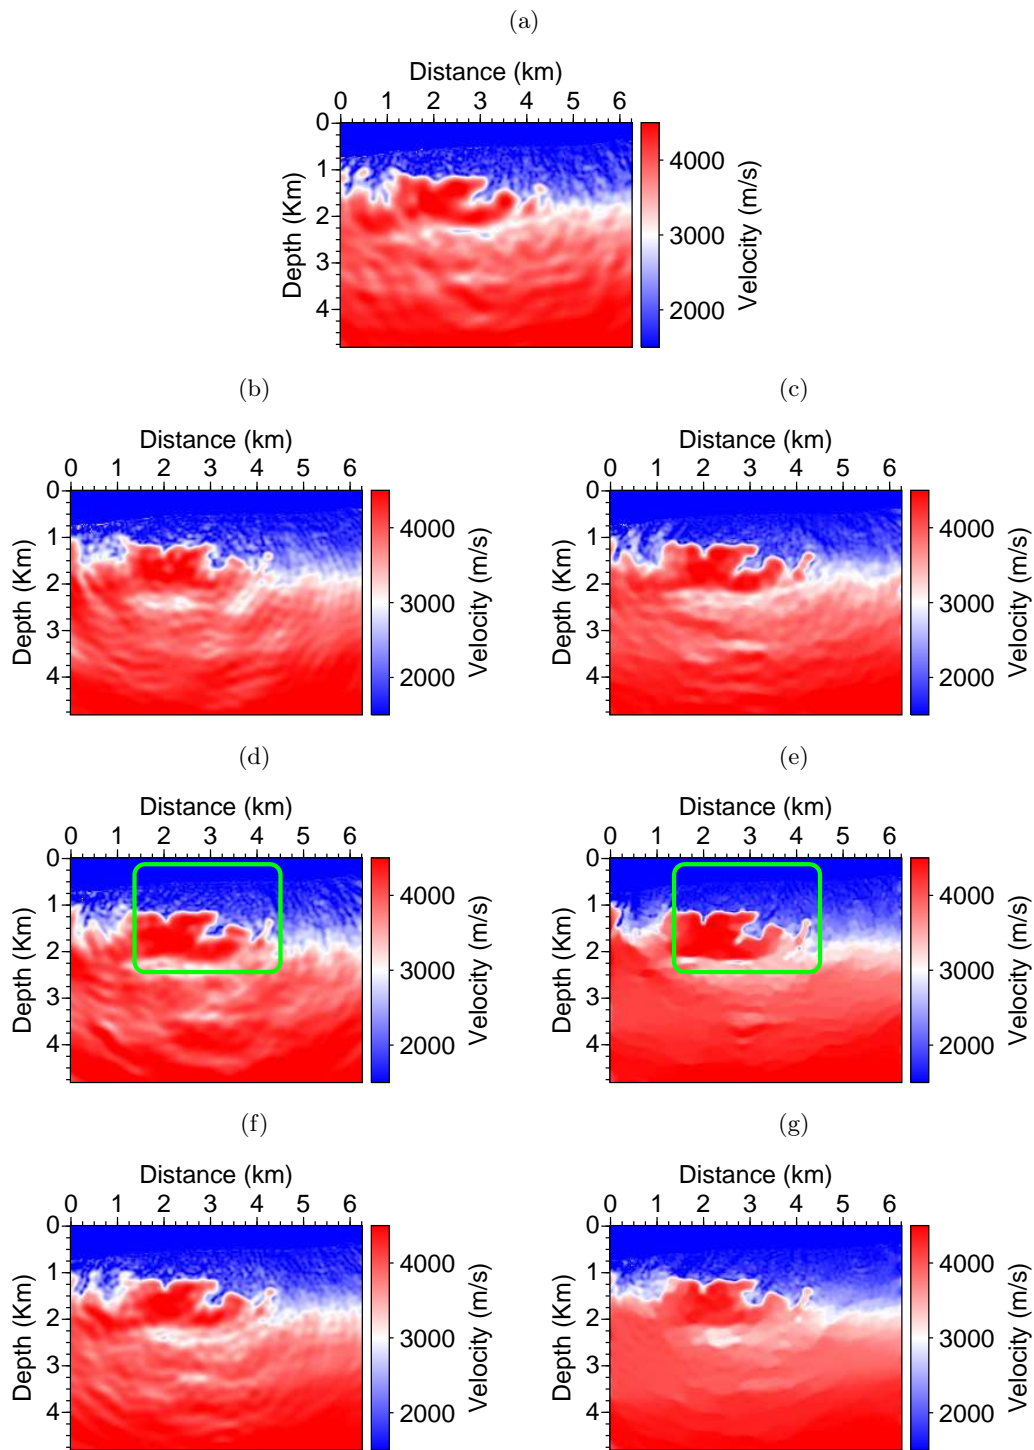 (a)
Distance (km)
0 1 2 3 4 5 6
0
1
2
3
4
Depth (Km)
4000
3000
2000
Velocity (m/s)
(b)
Distance (km)
0 1 2 3 4 5 6
0
1
2
3
4
Depth (Km)
4000
3000
2000
Velocity (m/s)
(c)
Distance (km)
0 1 2 3 4 5 6
0
1
2
3
4
Depth (Km)
4000
3000
2000
Velocity (m/s)
(d)
Distance (km)
0 1 2 3 4 5 6
0
1
2
3
4
Depth (Km)
4000
3000
2000
Velocity (m/s)
(e)
Distance (km)
0 1 2 3 4 5 6
0
1
2
3
4
Depth (Km)
4000
3000
2000
Velocity (m/s)
(f)
Distance (km)
0 1 2 3 4 5 6
0
1
2
3
4
Depth (Km)
4000
3000
2000
Velocity (m/s)
(g)
Distance (km)
0 1 2 3 4 5 6
0
1
2
3
4
Depth (Km)
4000
3000
2000
Velocity (m/s)